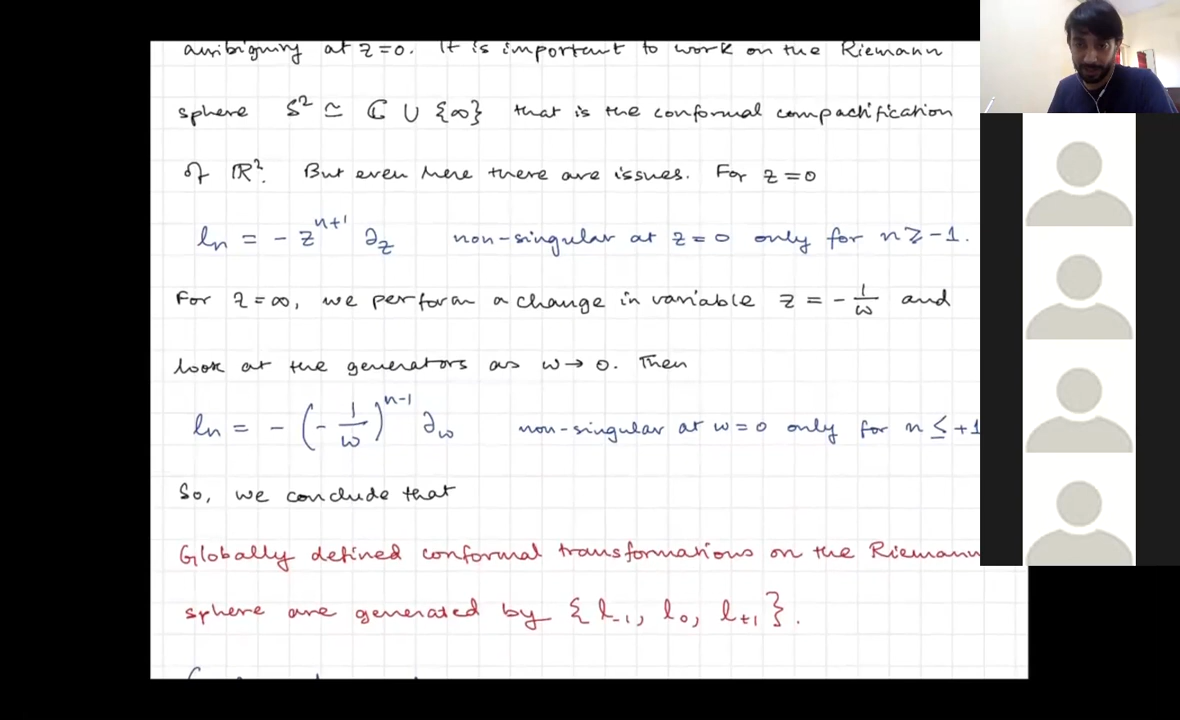 ambiguity at z=0. It is important to work on the Riemann
sphere S² ≃ ℂ ∪ {∞} that is the conformal compactification
of ℝ². But even here there are issues. For z=0
lₙ = - zⁿ⁺¹ ∂_z non-singular at z=0 only for n ≥ -1.
For z=∞, we perform a change in variable z = - 1/ω and
look at the generators as ω → 0. Then
lₙ = - (- 1/ω)ⁿ⁻¹ ∂_ω non-singular at ω=0 only for n ≤ +1
So, we conclude that
Globally defined conformal transformations on the Riemann
sphere are generated by {l₋₁, l₀, l₊₁}.